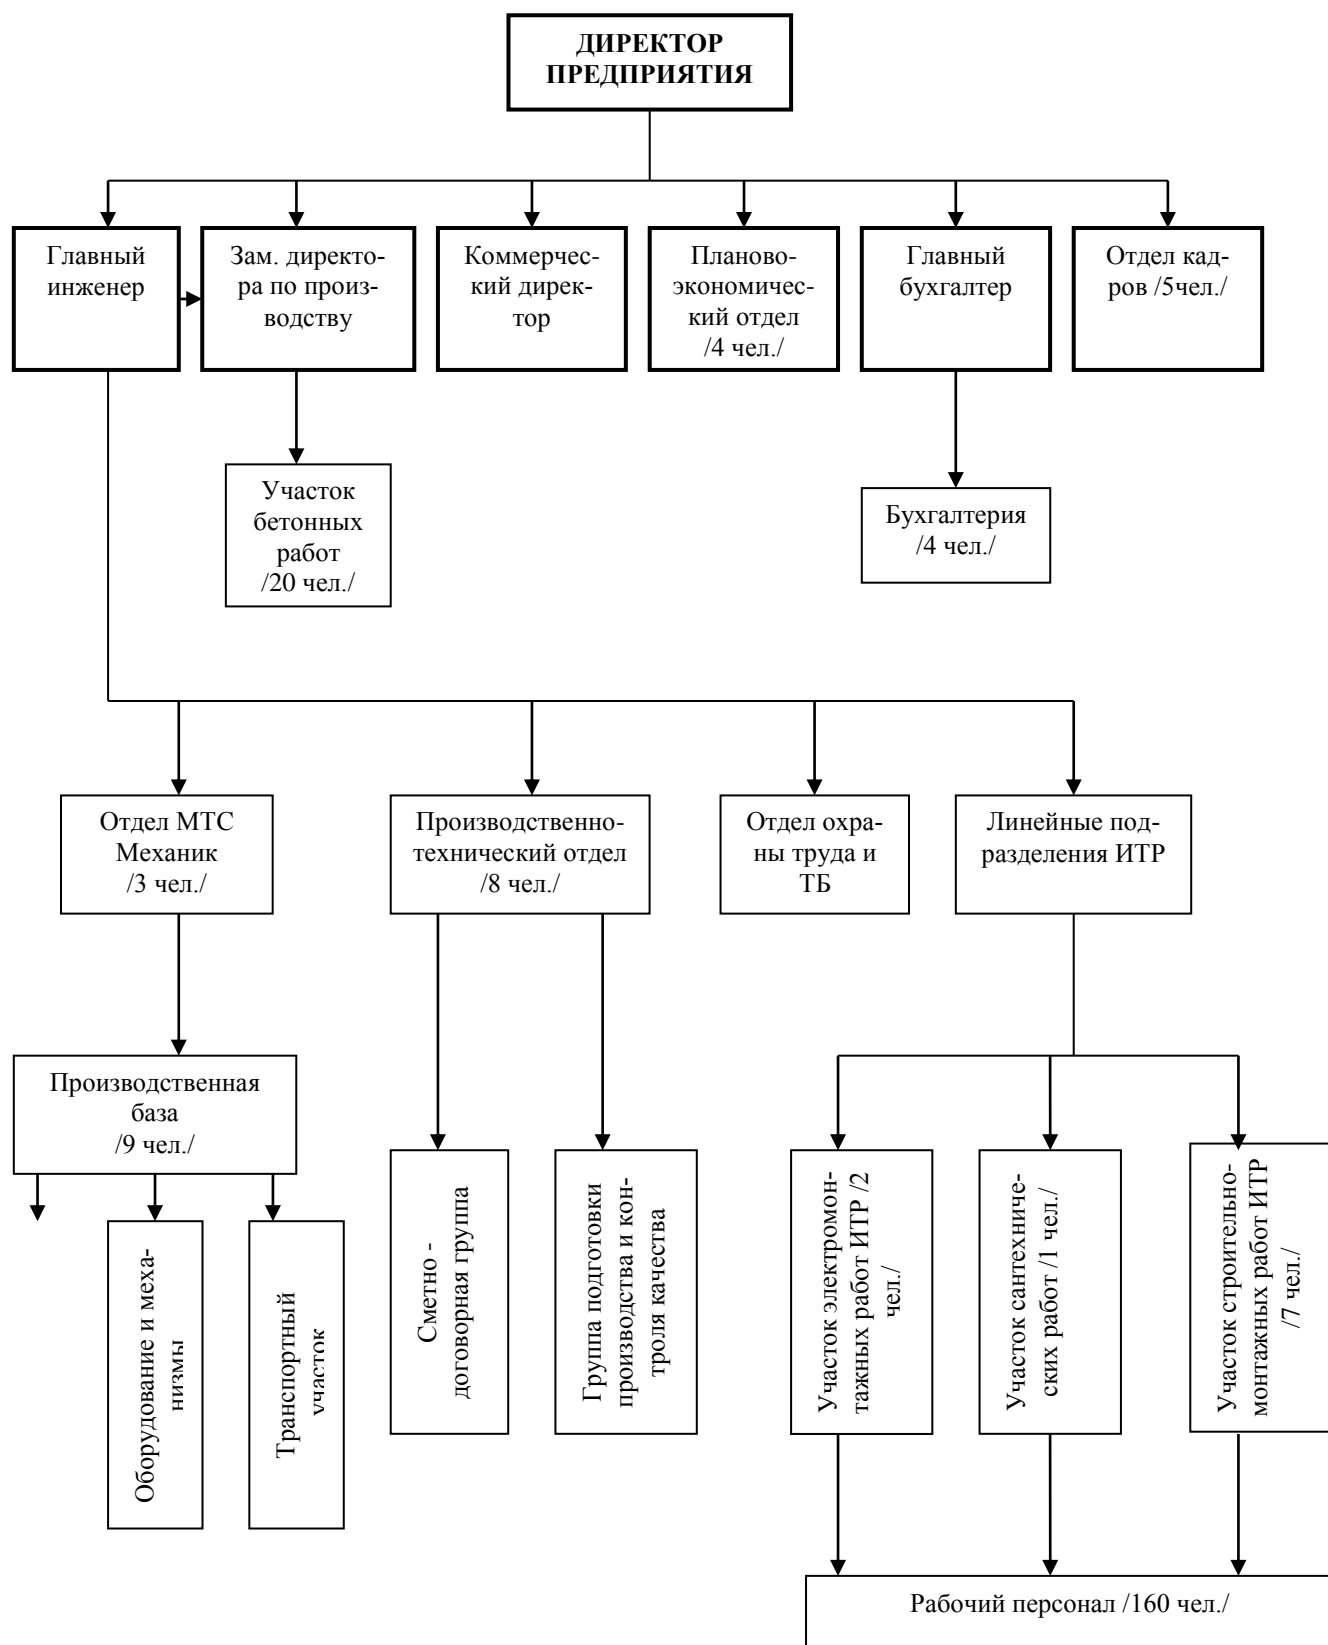 ДИРЕКТОР
ПРЕДПРИЯТИЯ
Главный
инженер
Зам. директо-
ра по произ-
водству
Коммерчес-
кий дирек-
тор
Планово-
экономичес-
кий отдел
/4 чел./
Главный
бухгалтер
Отдел кад-
ров /5чел./
Участок
бетонных
работ
/20 чел./
Бухгалтерия
/4 чел./
Отдел МТС
Механик
/3 чел./
Производственно-
технический отдел
/8 чел./
Отдел охра-
ны труда и
ТБ
Линейные под-
разделения ИТР
Производственная
база
/9 чел./
Оборудование и меха-
низмы
Транспортный
участок
Сметно -
договорная группа
Группа подготовки
производства и кон-
троля качества
Участок электромон-
тажных работ ИТР /2
чел./
Участок сантехниче-
ских работ /1 чел./
Участок строительно-
монтажных работ ИТР
/7 чел./
Рабочий персонал /160 чел./